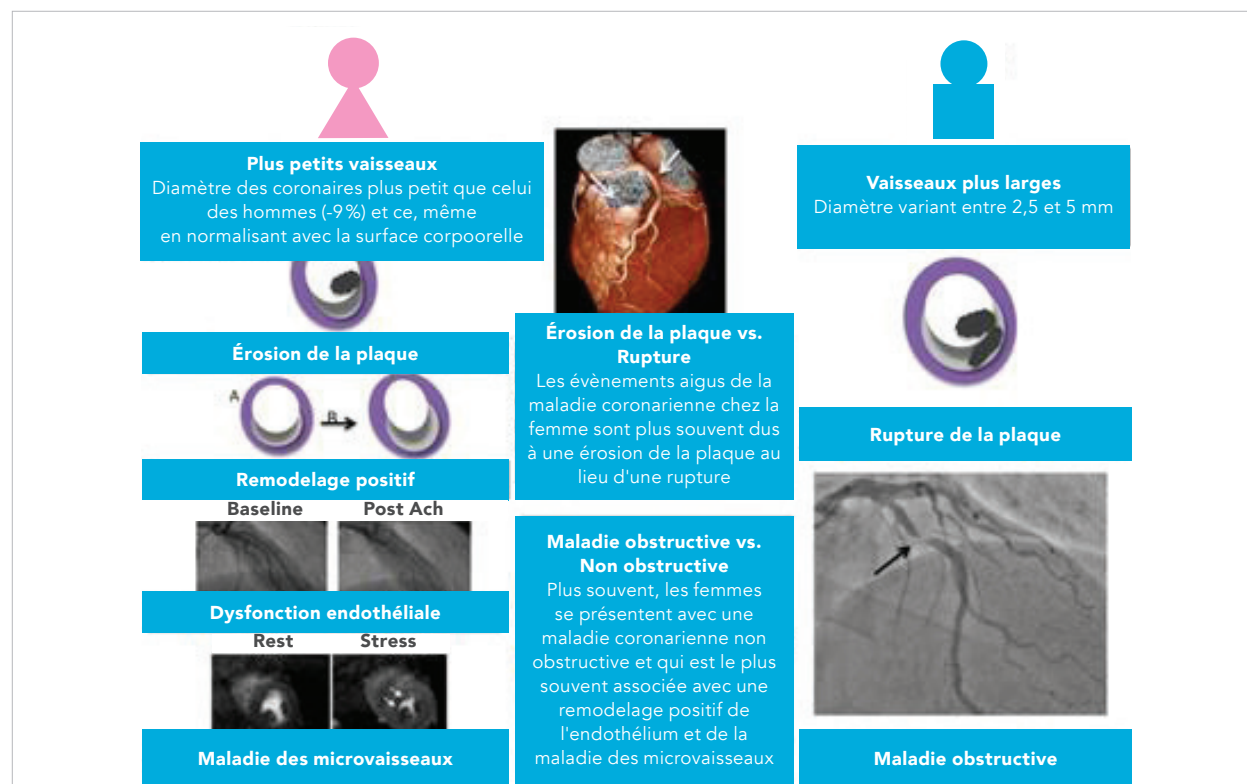 Plus petits vaisseaux
Diamètre des coronaires plus petit que celui
des hommes (-9%) et ce, même
en normalisant avec la surface corpoorelle
Érosion de la plaque
A
B
Remodelage positif
Baseline
Post Ach
Dysfonction endothéliale
Rest
Stress
Maladie des microvaisseaux
Érosion de la plaque vs.
Rupture
Les évènements aigus de la
maladie coronarienne chez la
femme sont plus souvent dus
à une érosion de la plaque au
lieu d'une rupture
Maladie obstructive vs.
Non obstructive
Plus souvent, les femmes
se présentent avec une
maladie coronarienne non
obstructive et qui est le plus
souvent associée avec une
remodelage positif de
l'endothélium et de la
maladie des microvaisseaux
Vaisseaux plus larges
Diamètre variant entre 2,5 et 5 mm
Rupture de la plaque
Maladie obstructive